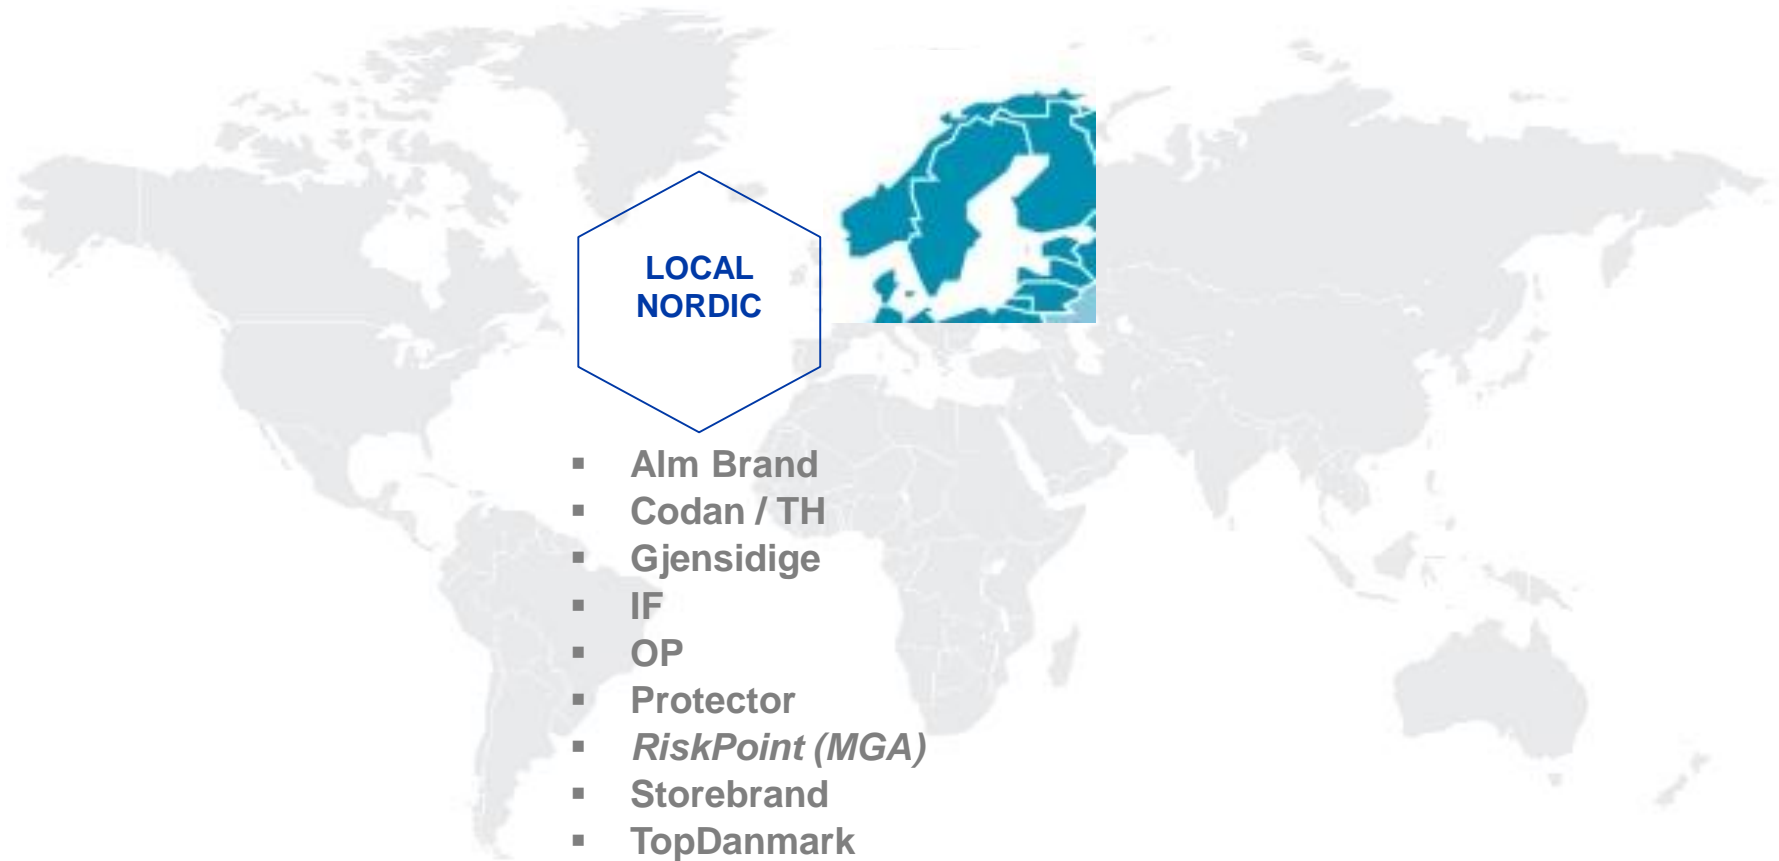 LOCAL
NORDIC
▪ Alm Brand
▪ Codan / TH
▪ Gjensidige
▪ IF
▪ OP
▪ Protector
▪ RiskPoint (MGA)
▪ Storebrand
▪ TopDanmark